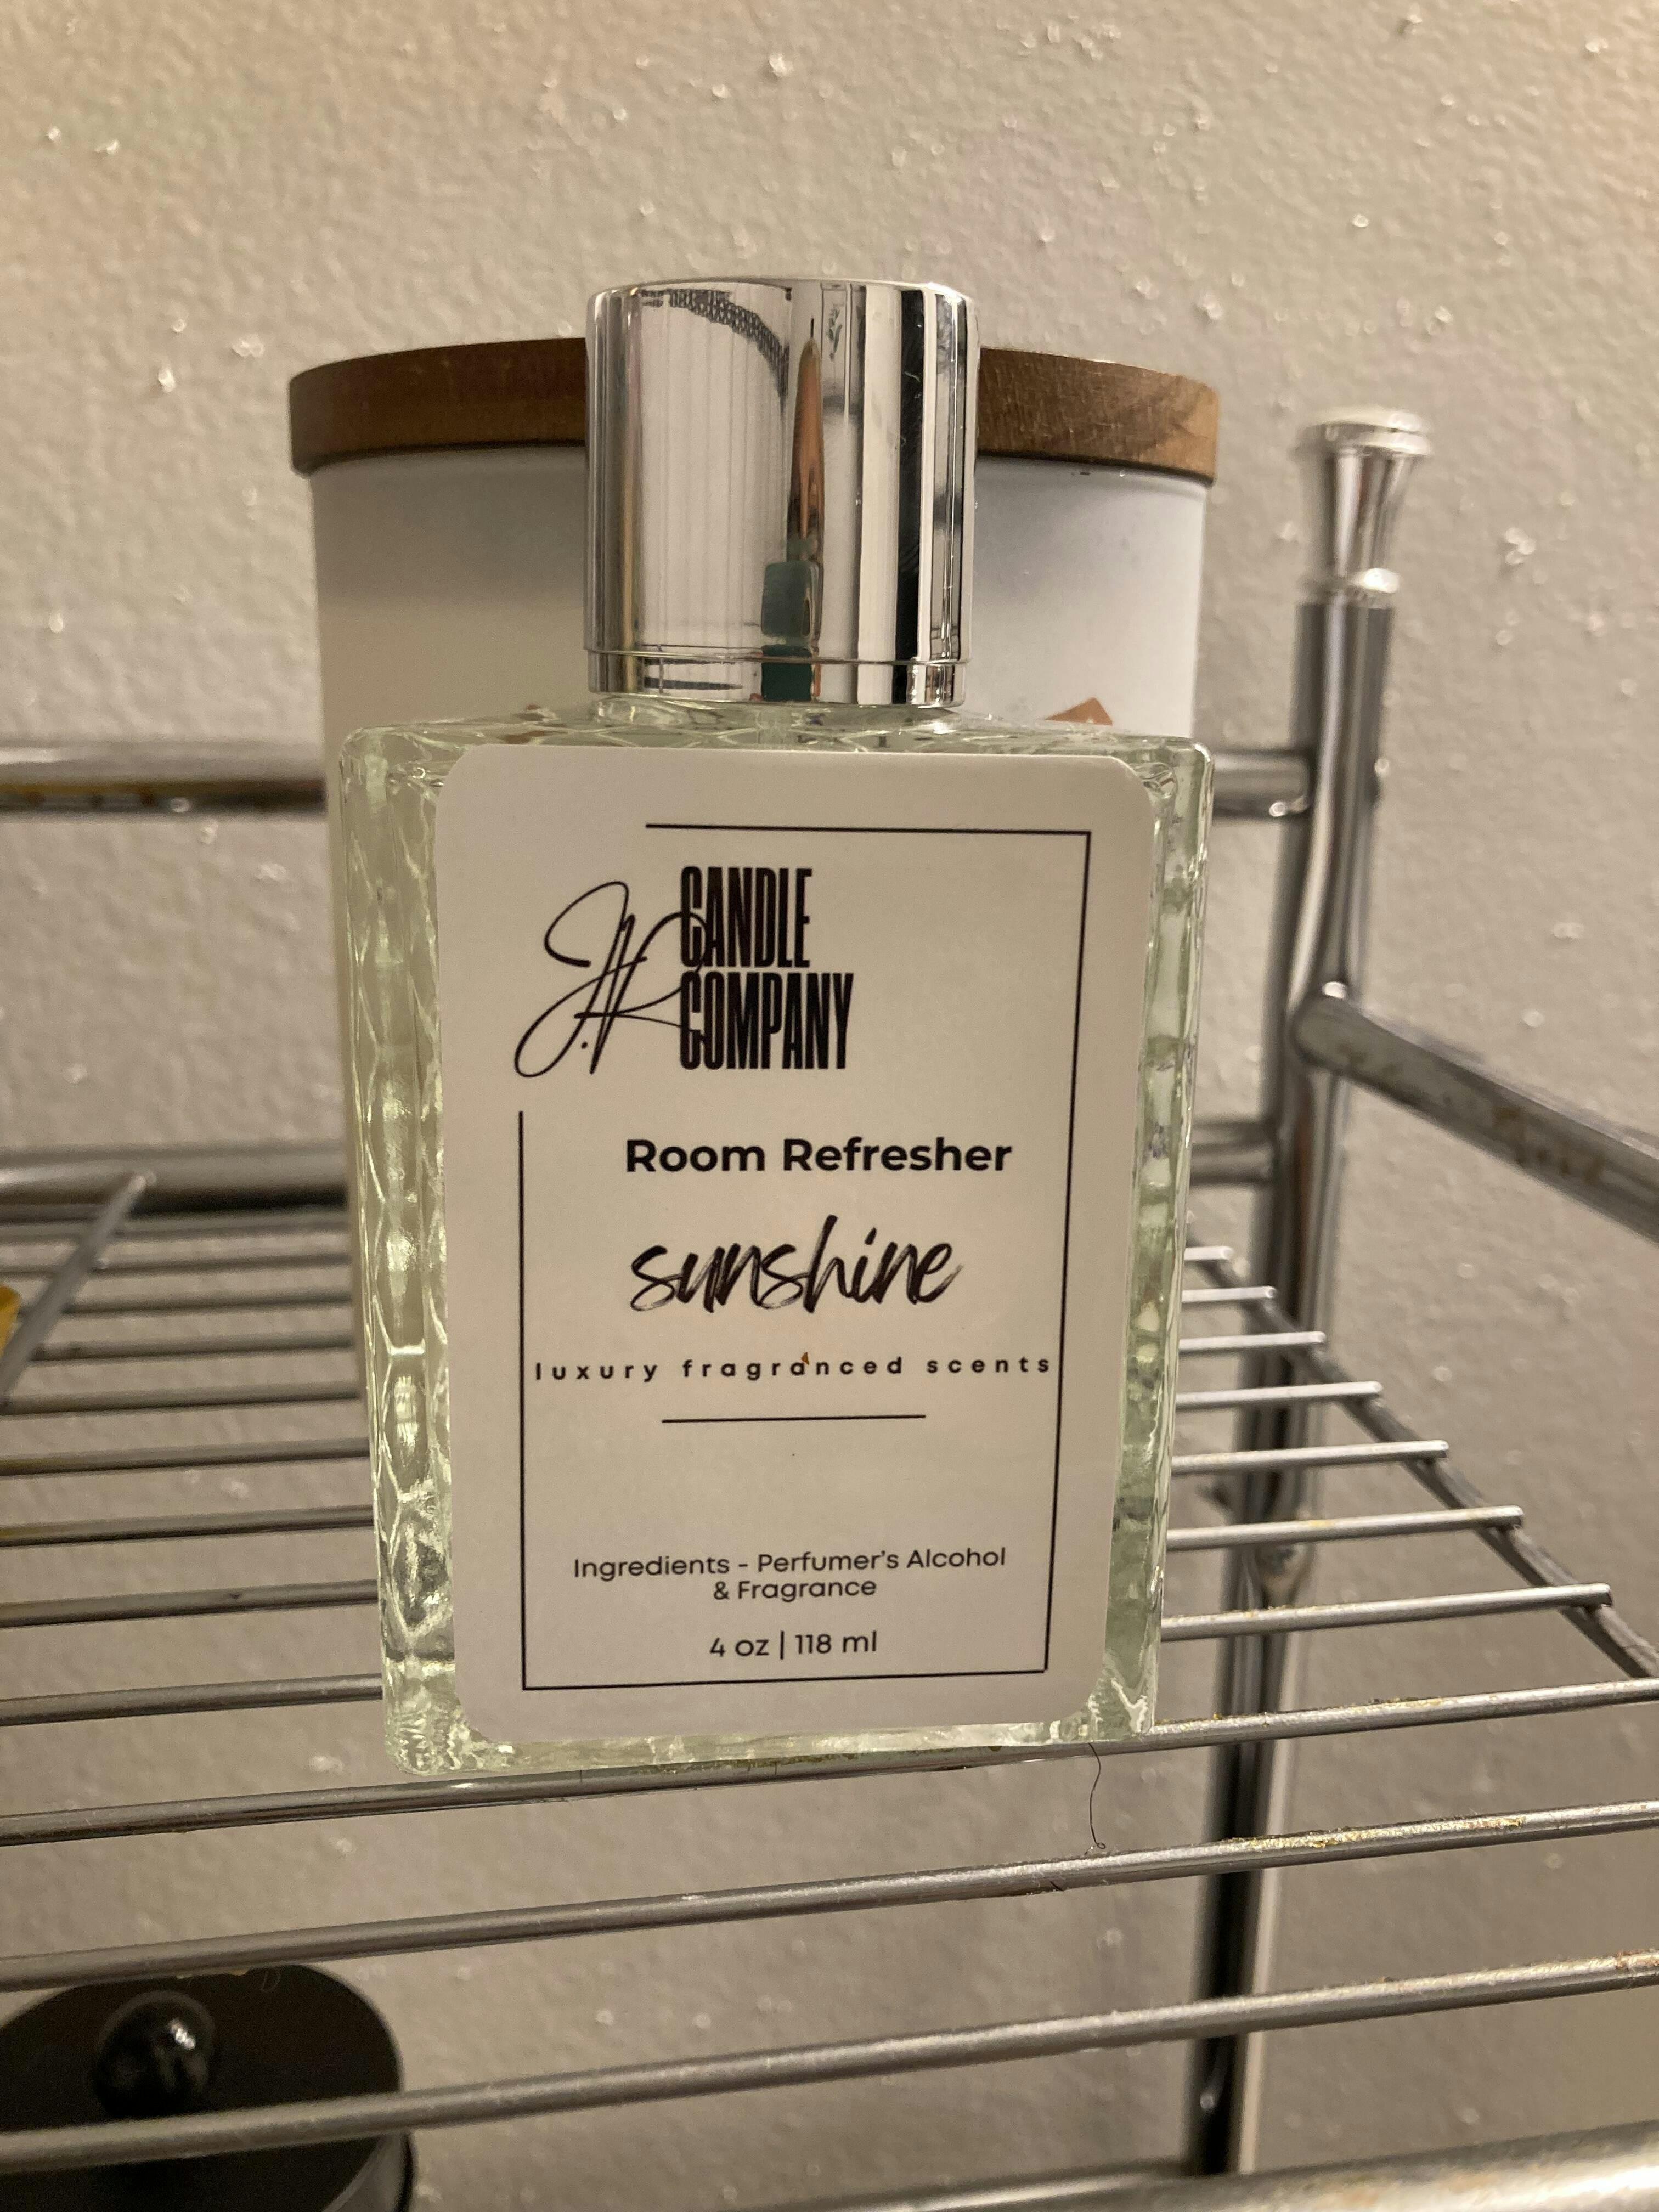 J.R
CANDLE
COMPANY
Room Refresher
sunshine
luxury fragranced scents
Ingredients - Perfumer's Alcohol
& Fragrance
4 oz | 118 ml